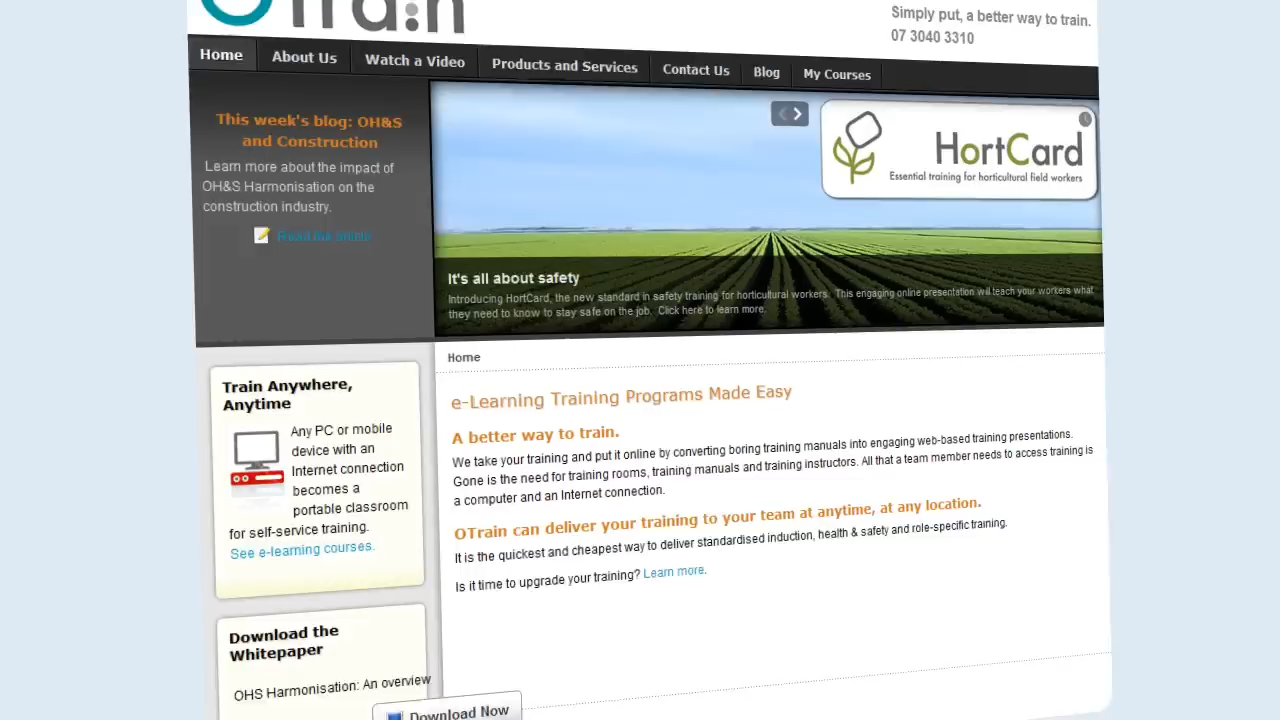 OTrain
Simply put, a better way to train.
07 3040 3310
Home About Us Watch a Video Products and Services Contact Us Blog My Courses
This week's blog: OH&S
and Construction
Learn more about the impact of
OH&S Harmonisation on the
construction industry.
Read the article
HortCard
Essential training for horticultural field workers
It's all about safety
Introducing HortCard, the new standard in safety training for horticultural workers. This engaging online presentation will teach your workers what
they need to know to stay safe on the job. Click here to learn more.
Train Anywhere,
Anytime
Any PC or mobile
device with an
Internet connection
becomes a
portable classroom
for self-service training.
See e-learning courses.
Download the
Whitepaper
OHS Harmonisation: An overview
Download Now
Home
e-Learning Training Programs Made Easy
A better way to train.
We take your training and put it online by converting boring training manuals into engaging web-based training presentations.
Gone is the need for training rooms, training manuals and training instructors. All that a team member needs to access training is
a computer and an Internet connection.
OTrain can deliver your training to your team at anytime, at any location.
It is the quickest and cheapest way to deliver standardised induction, health & safety and role-specific training.
Is it time to upgrade your training? Learn more.